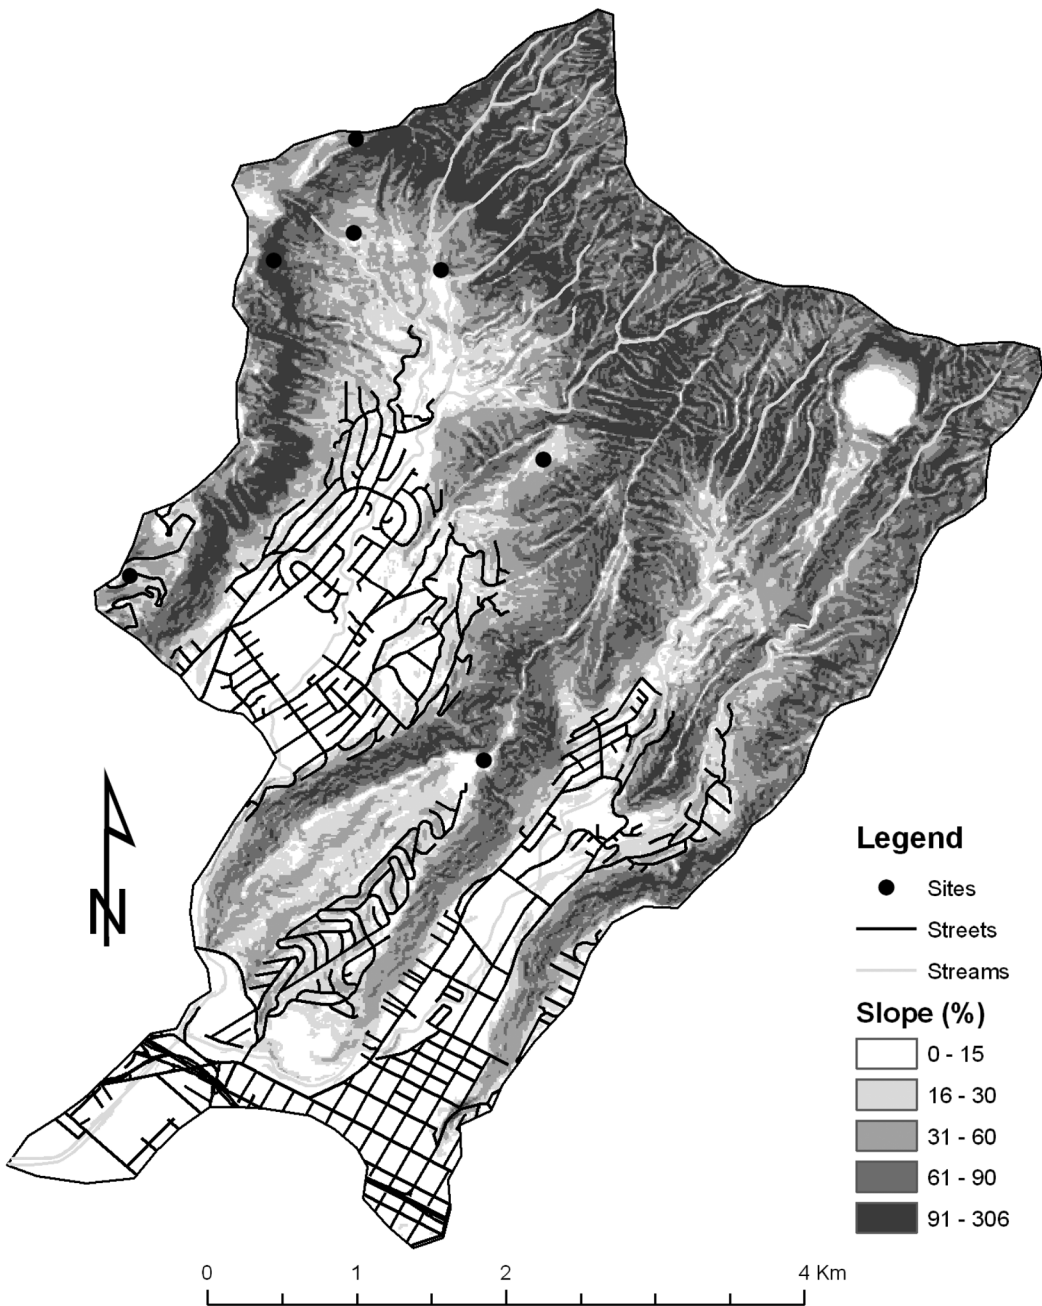 N
Legend
Sites
Streets
Streams
Slope (%)
0 - 15
16 - 30
31 - 60
61 - 90
91 - 306
0 1 2 4 Km